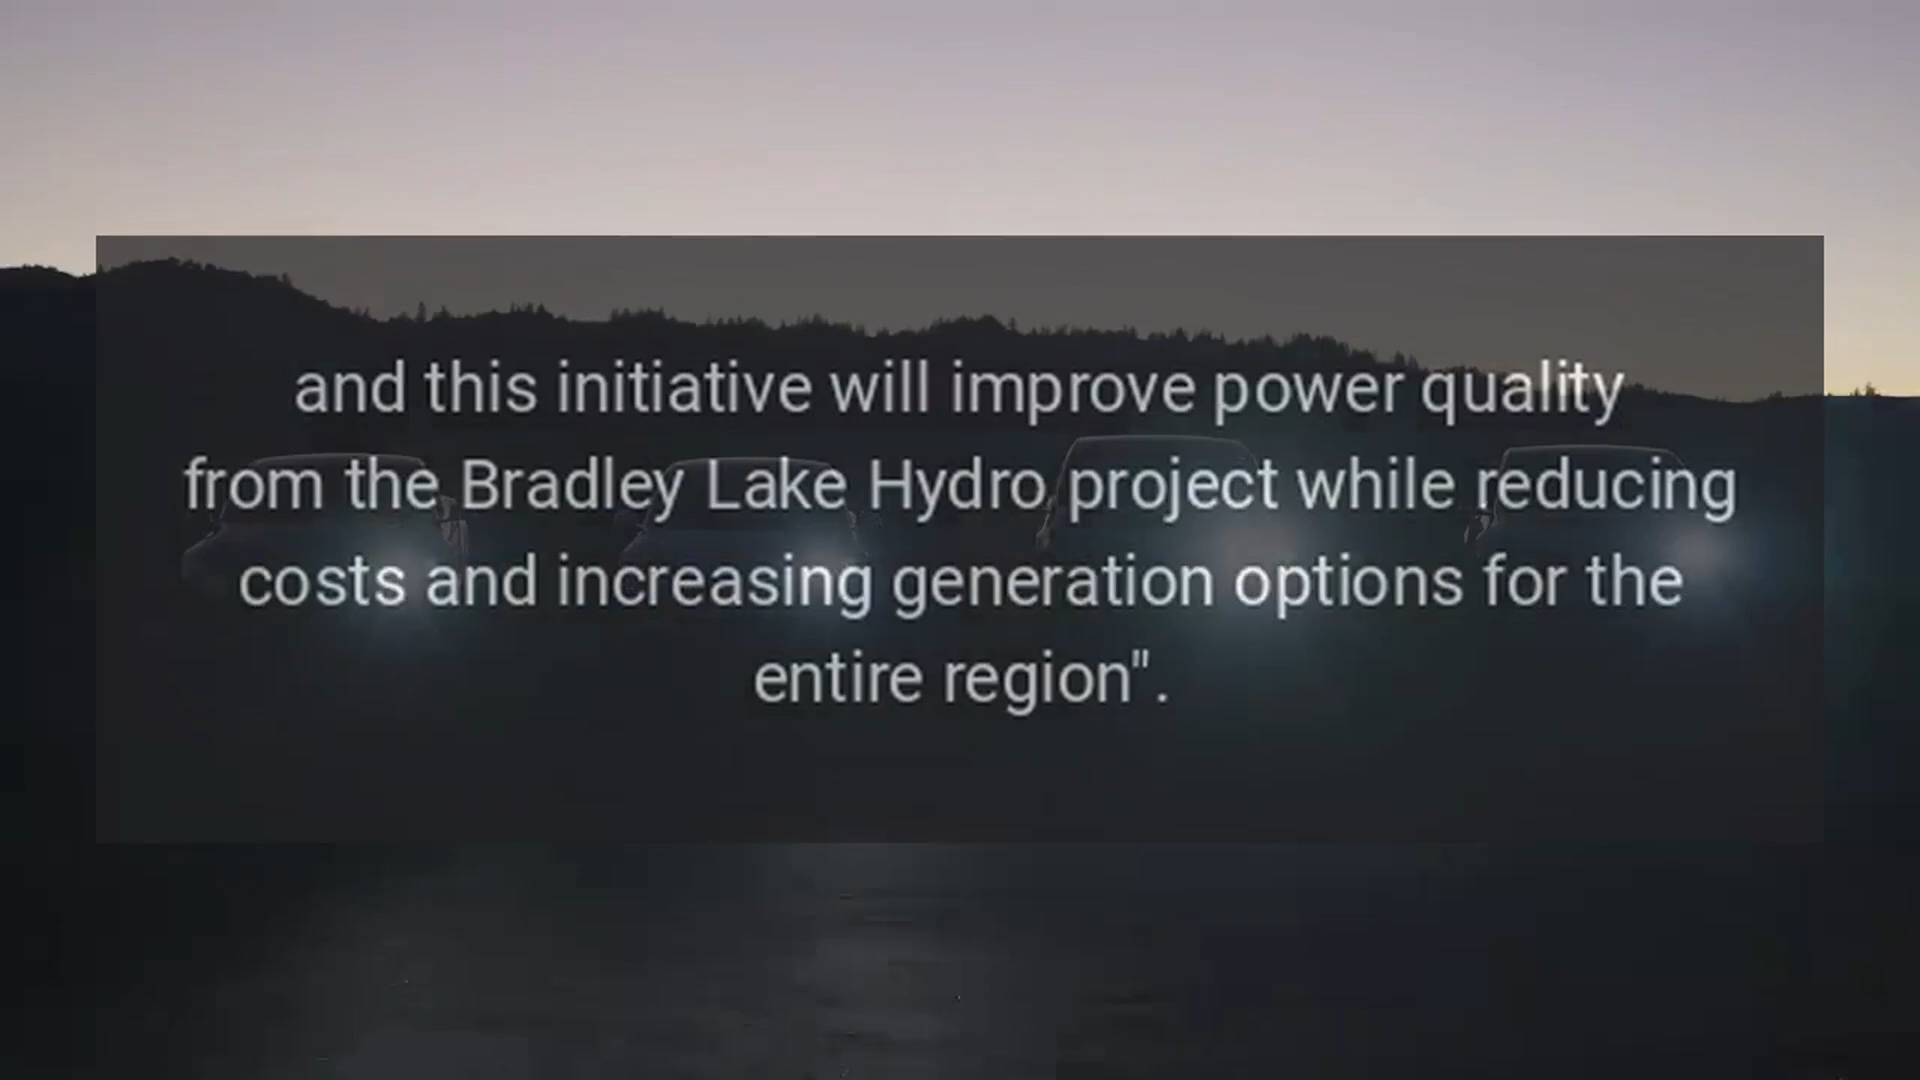 and this initiative will improve power quality
from the Bradley Lake Hydro project while reducing
costs and increasing generation options for the
entire region".